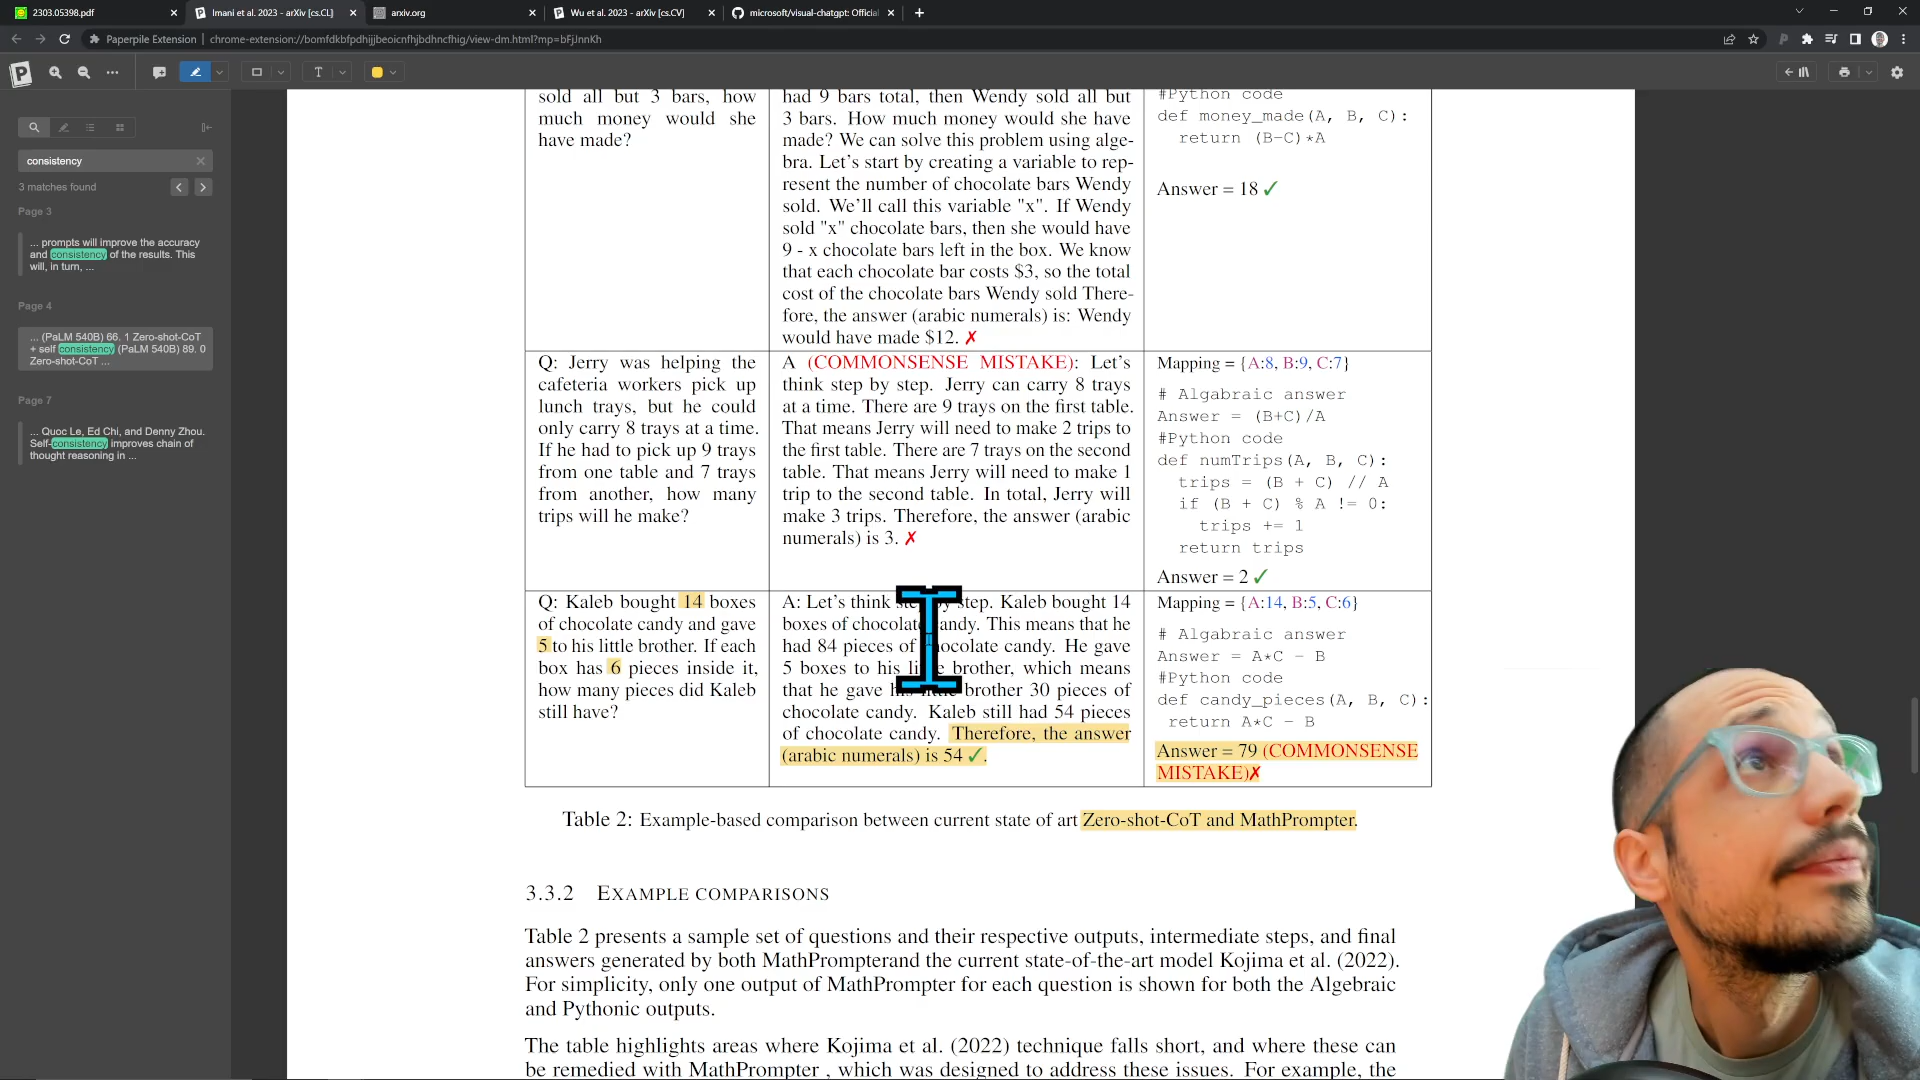 2303.05398.pdf
Imani et al. 2023 - arXiv [cs.CL]
arxiv.org
Wu et al. 2023 - arXiv [cs.CV]
microsoft/visual-chatgpt: Official
Paperpile Extension
chrome-extension://bomfdkbfpdhijjbeoicnfhjbdhncfhig/view-dm.html?mp=bFjJnnKh
consistency
3 matches found
Page 3
... prompts will improve the accuracy
and consistency of the results. This
will, in turn, ...
Page 4
... (PaLM 540B) 66. 1 Zero-shot-CoT
+ self consistency (PaLM 540B) 89. 0
Zero-shot-CoT ...
Page 7
... Quoc Le, Ed Chi, and Denny Zhou.
Self-consistency improves chain of
thought reasoning in ...
sold all but 3 bars, how
much money would she
have made?
had 9 bars total, then Wendy sold all but
3 bars. How much money would she have
made? We can solve this problem using alge-
bra. Let's start by creating a variable to rep-
resent the number of chocolate bars Wendy
sold. We'll call this variable "x". If Wendy
sold "x" chocolate bars, then she would have
9 - x chocolate bars left in the box. We know
that each chocolate bar costs $3, so the total
cost of the chocolate bars Wendy sold There-
fore, the answer (arabic numerals) is: Wendy
would have made $12. ✗
#Python code
def money_made(A, B, C):
return (B-C)*A
Answer = 18 ✓
Q: Jerry was helping the
cafeteria workers pick up
lunch trays, but he could
only carry 8 trays at a time.
If he had to pick up 9 trays
from one table and 7 trays
from another, how many
trips will he make?
A (COMMONSENSE MISTAKE): Let's
think step by step. Jerry can carry 8 trays
at a time. There are 9 trays on the first table.
That means Jerry will need to make 2 trips to
the first table. There are 7 trays on the second
table. That means Jerry will need to make 1
trip to the second table. In total, Jerry will
make 3 trips. Therefore, the answer (arabic
numerals) is 3. ✗
Mapping = {A:8, B:9, C:7}
# Algabraic answer
Answer = (B+C)/A
#Python code
def numTrips(A, B, C):
trips = (B + C) // A
if (B + C) % A != 0:
trips += 1
return trips
Answer = 2 ✓
Q: Kaleb bought 14 boxes
of chocolate candy and gave
5 to his little brother. If each
box has 6 pieces inside it,
how many pieces did Kaleb
still have?
A: Let's think step by step. Kaleb bought 14
boxes of chocolate candy. This means that he
had 84 pieces of chocolate candy. He gave
5 boxes to his little brother, which means
that he gave his little brother 30 pieces of
chocolate candy. Kaleb still had 54 pieces
of chocolate candy. Therefore, the answer
(arabic numerals) is 54 ✓.
Mapping = {A:14, B:5, C:6}
# Algabraic answer
Answer = A*C - B
#Python code
def candy_pieces(A, B, C):
return A*C - B
Answer = 79 (COMMONSENSE
MISTAKE)✗
Table 2: Example-based comparison between current state of art Zero-shot-CoT and MathPrompter.
3.3.2 EXAMPLE COMPARISONS
Table 2 presents a sample set of questions and their respective outputs, intermediate steps, and final
answers generated by both MathPrompterand the current state-of-the-art model Kojima et al. (2022).
For simplicity, only one output of MathPrompter for each question is shown for both the Algebraic
and Pythonic outputs.
The table highlights areas where Kojima et al. (2022) technique falls short, and where these can
be remedied with MathPrompter , which was designed to address these issues. For example, the